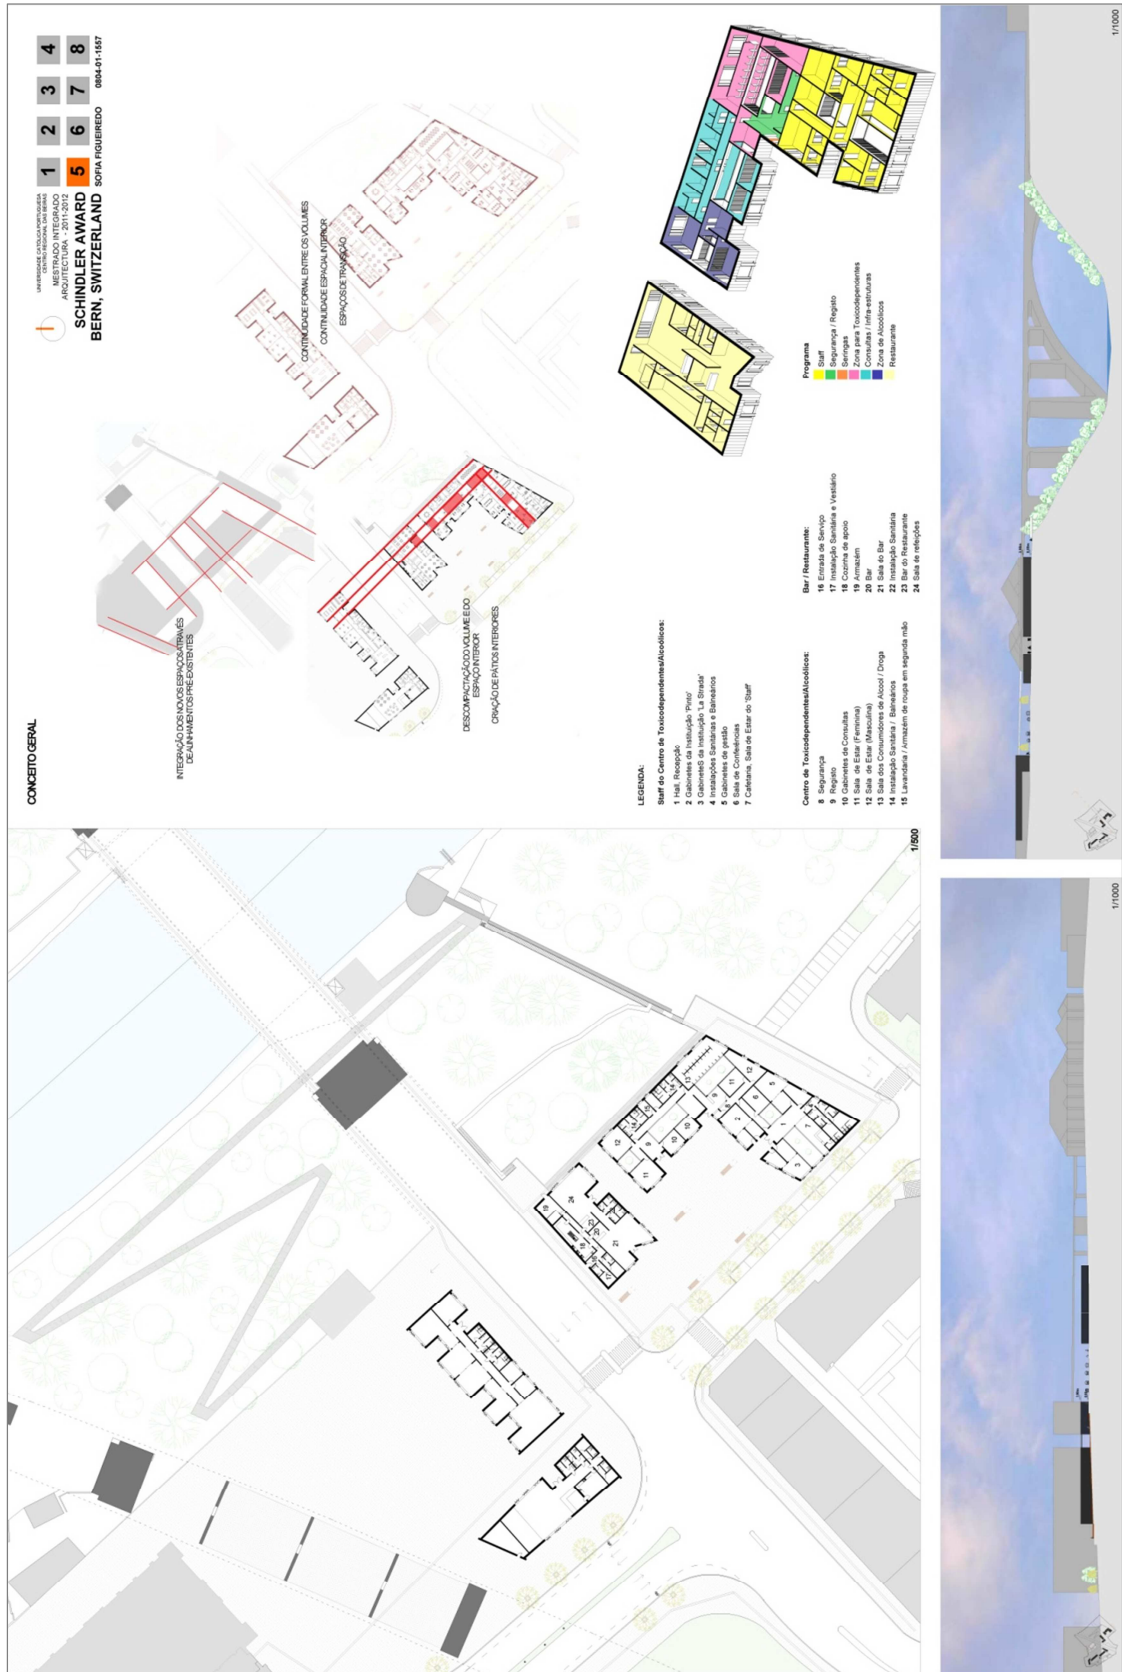 CONCEITO GERAL
INTEGRAÇÃO DOS NOVOS ESPAÇOS ATRAVÉS
DE ALINHAMENTOS PRÉ-EXISTENTES
DESCOMPACTAÇÃO DO VOLUME E DO
ESPAÇO INTERIOR
CRIAÇÃO DE PÁTIOS INTERIORES
CONTINUIDADE FORMAL ENTRE OS VOLUMES
CONTINUIDADE ESPACIAL INTERIOR
ESPAÇOS DE TRANSIÇÃO
UNIVERSIDADE CATÓLICA PORTUGUESA
CENTRO REGIONAL DAS BEIRAS
MESTRADO INTEGRADO
ARQUITECTURA - 2011-2012
SCHINDLER AWARD
BERN, SWITZERLAND
1 2 3 4
5 6 7 8
SOFIA FIGUEIREDO 0804-01-1557
LEGENDA:
Staff do Centro de Toxicodependentes/Alcoólicos:
1 Hall, Recepção
2 Gabinetes da Instituição 'Pinto'
3 GabineteS da Instituição 'La Strada'
4 Instalações Sanitárias e Balneários
5 Gabinetes de gestão
6 Sala de Conferências
7 Cafetaria, Sala de Estar do 'Staff'
Centro de Toxicodependentes/Alcoólicos:
8 Segurança
9 Registo
10 Gabinetes de Consultas
11 Sala de Estar (Feminina)
12 Sala de Estar (Masculina)
13 Sala dos Consumidores de Alcool / Droga
14 Instalação Sanitária / Balneários
15 Lavandaria / Armazém de roupa em segunda mão
Bar / Restaurante:
16 Entrada de Serviço
17 Instalação Sanitária e Vestiário
18 Cozinha de apoio
19 Armazém
20 Bar
21 Sala do Bar
22 Instalação Sanitária
23 Bar do Restaurante
24 Sala de refeições
Programa
Staff
Segurança / Registo
Seringas
Zona para Toxicodependentes
Consultas / Infra-estruturas
Zona de Alcoólicos
Restaurante
1/500
1/1000
1/1000